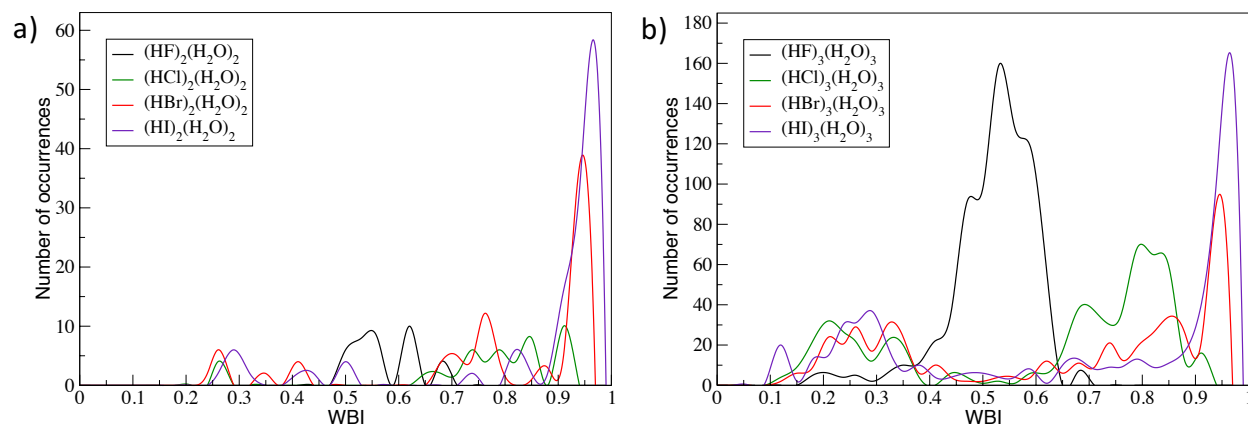 a)
60
50
40
30
20
10
0
Number of occurrences
(HF)₂(H₂O)₂
(HCl)₂(H₂O)₂
(HBr)₂(H₂O)₂
(HI)₂(H₂O)₂
0 0.1 0.2 0.3 0.4 0.5 0.6 0.7 0.8 0.9 1
WBI
b)
180
160
140
120
100
80
60
40
20
0
Number of occurrences
(HF)₃(H₂O)₃
(HCl)₃(H₂O)₃
(HBr)₃(H₂O)₃
(HI)₃(H₂O)₃
0 0.1 0.2 0.3 0.4 0.5 0.6 0.7 0.8 0.9 1
WBI